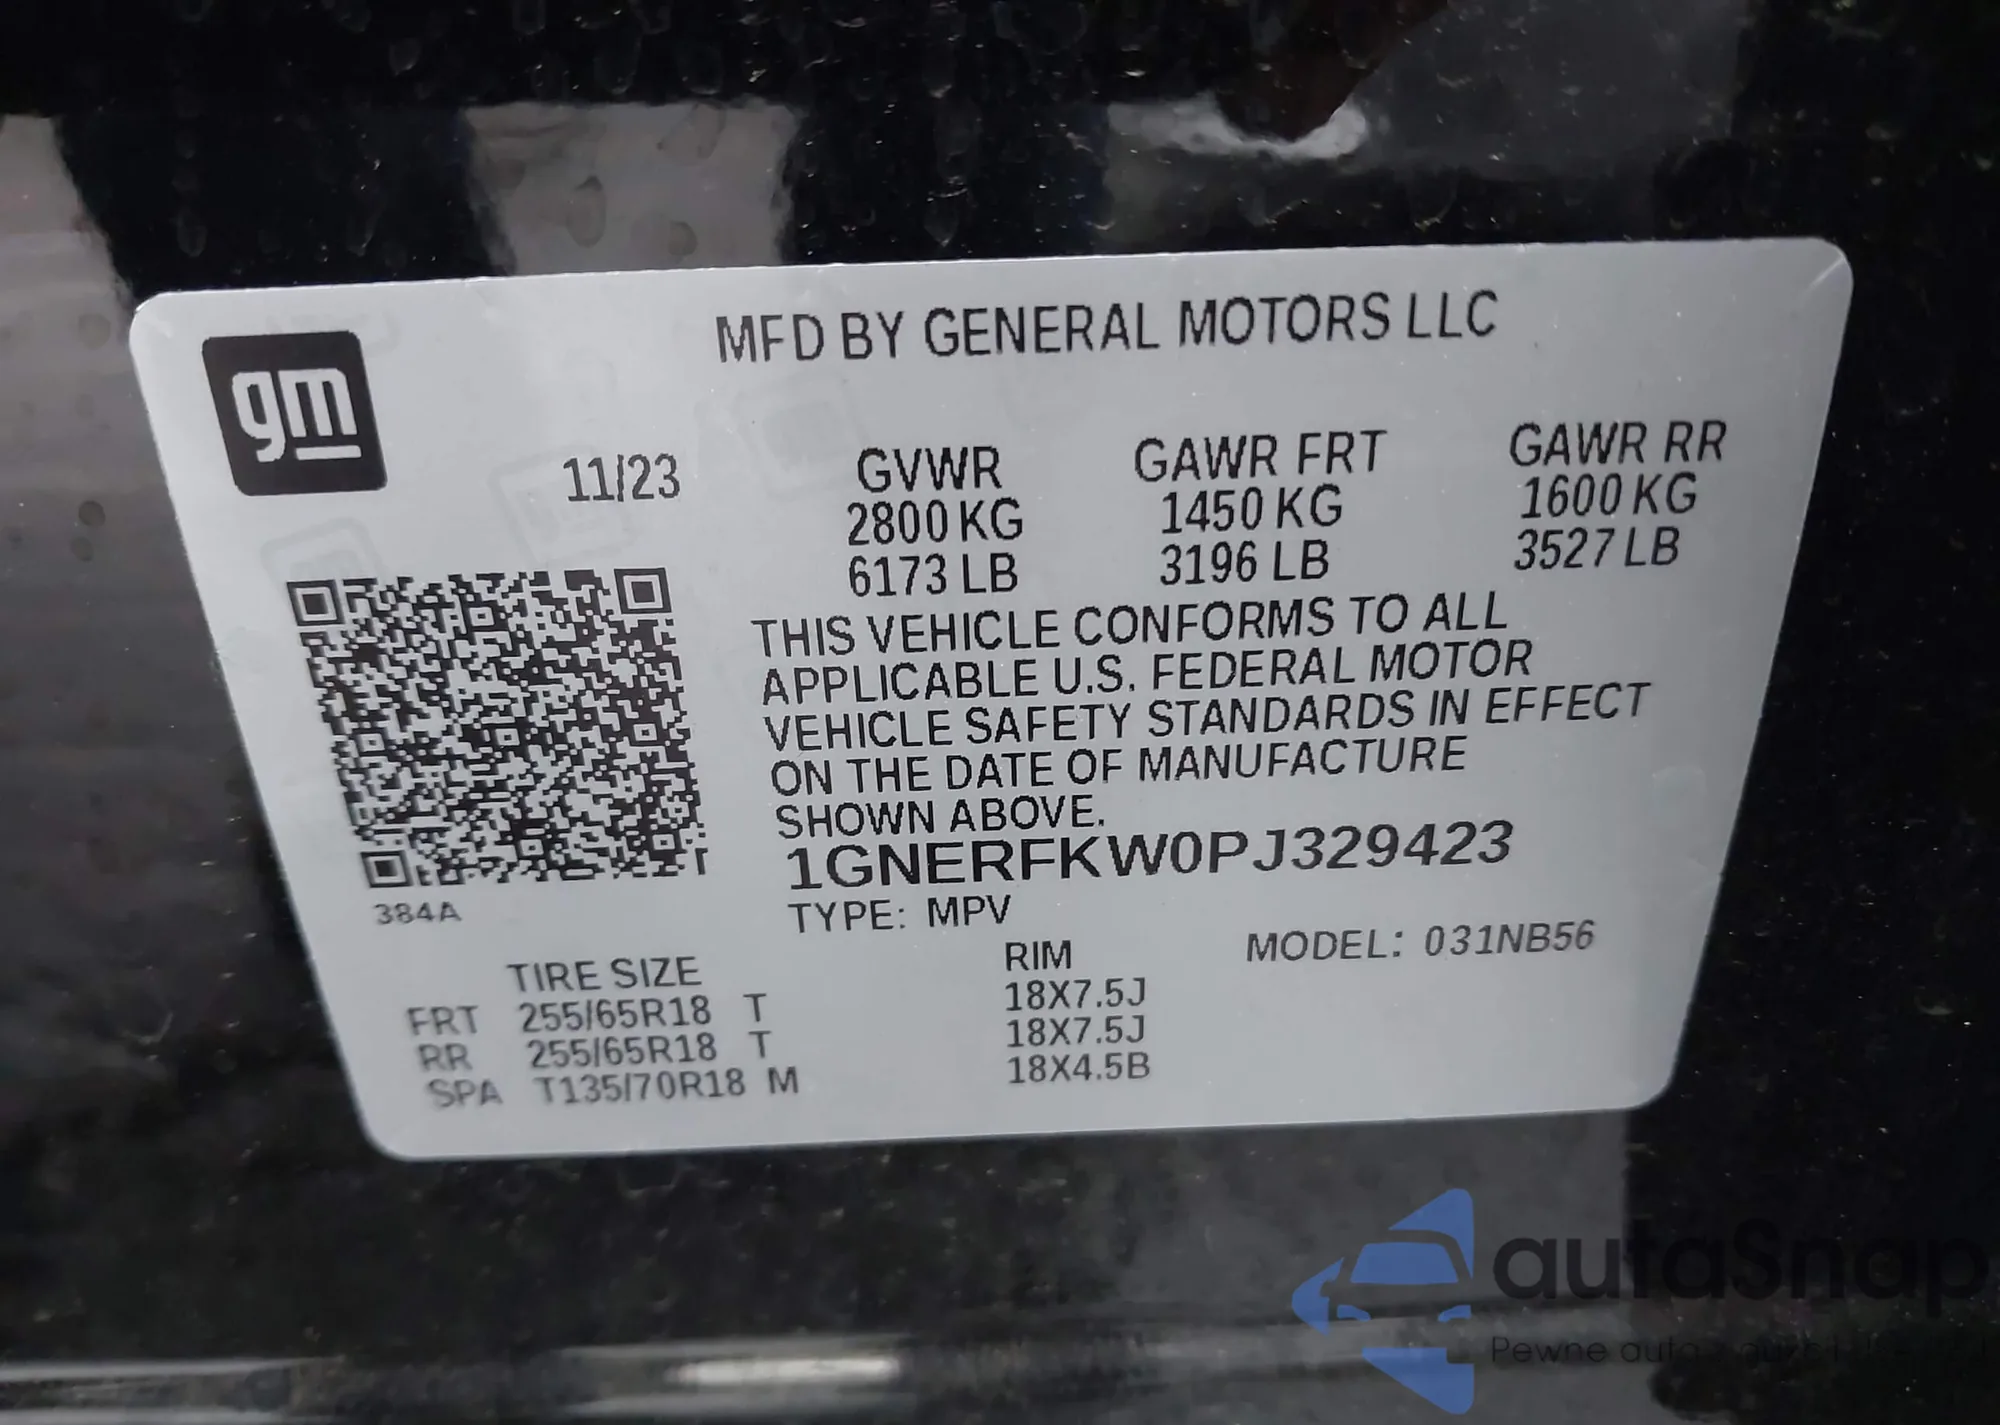 MFD BY GENERAL MOTORS LLC
gm
11/23
GVWR GAWR FRT GAWR RR
2800 KG 1450 KG 1600 KG
6173 LB 3196 LB 3527 LB
THIS VEHICLE CONFORMS TO ALL
APPLICABLE U.S. FEDERAL MOTOR
VEHICLE SAFETY STANDARDS IN EFFECT
ON THE DATE OF MANUFACTURE
SHOWN ABOVE.
1GNERFKW0PJ329423
384A
TYPE: MPV
MODEL: 031NB56
TIRE SIZE RIM
FRT 255/65R18 T 18X7.5J
RR 255/65R18 T 18X7.5J
SPA T135/70R18 M 18X4.5B
autaSnap
Pewne auta z